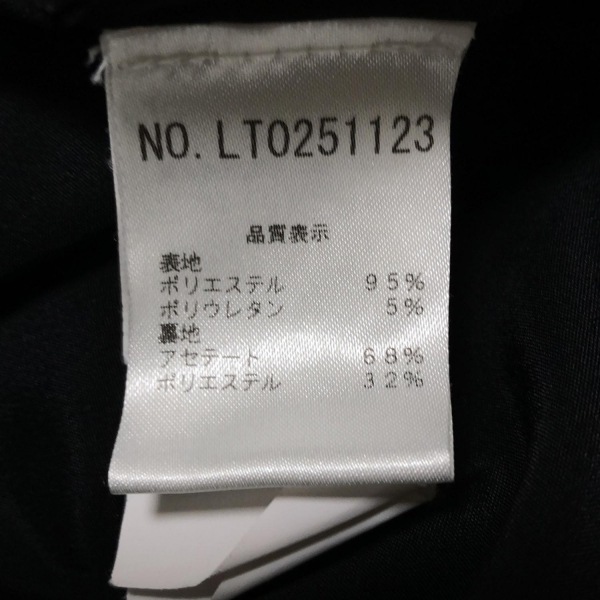 NO. LT0251123
品質表示
表地
ポリエステル 95%
ポリウレタン 5%
裏地
アセテート 68%
ポリエステル 32%